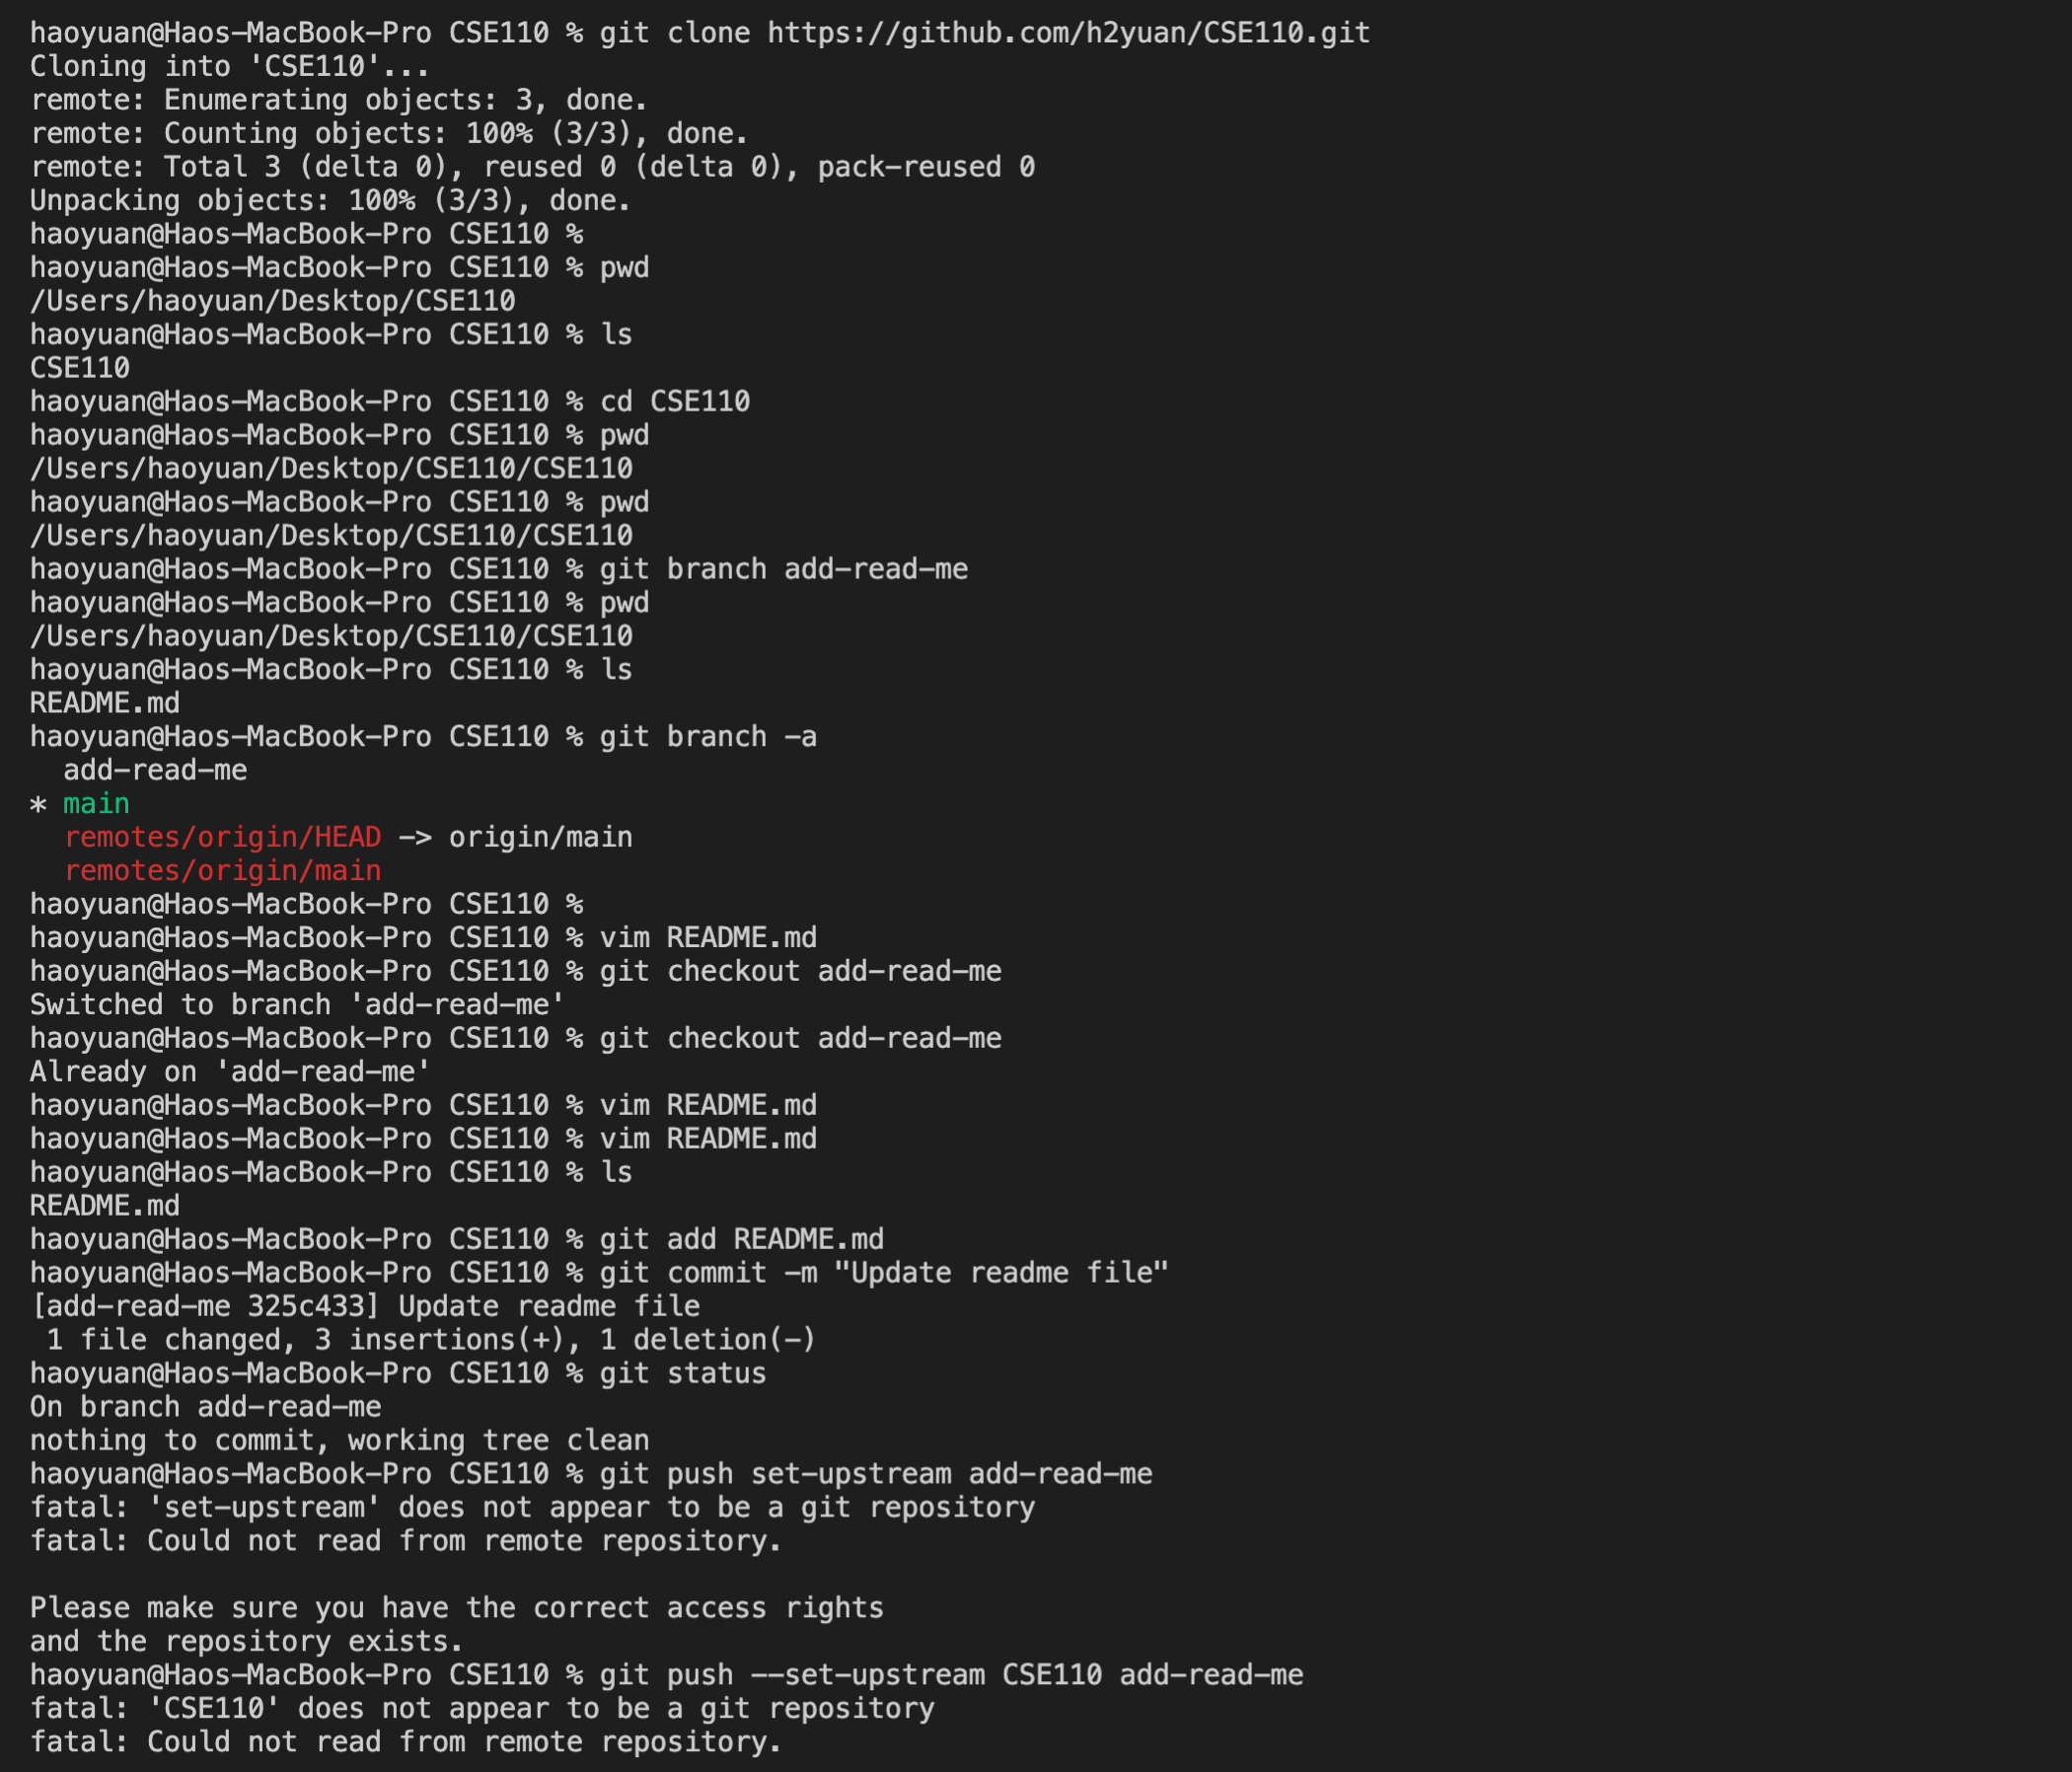 haoyuan@Haos-MacBook-Pro CSE110 % git clone https://github.com/h2yuan/CSE110.git
Cloning into 'CSE110'...
remote: Enumerating objects: 3, done.
remote: Counting objects: 100% (3/3), done.
remote: Total 3 (delta 0), reused 0 (delta 0), pack-reused 0
Unpacking objects: 100% (3/3), done.
haoyuan@Haos-MacBook-Pro CSE110 %
haoyuan@Haos-MacBook-Pro CSE110 % pwd
/Users/haoyuan/Desktop/CSE110
haoyuan@Haos-MacBook-Pro CSE110 % ls
CSE110
haoyuan@Haos-MacBook-Pro CSE110 % cd CSE110
haoyuan@Haos-MacBook-Pro CSE110 % pwd
/Users/haoyuan/Desktop/CSE110/CSE110
haoyuan@Haos-MacBook-Pro CSE110 % pwd
/Users/haoyuan/Desktop/CSE110/CSE110
haoyuan@Haos-MacBook-Pro CSE110 % git branch add-read-me
haoyuan@Haos-MacBook-Pro CSE110 % pwd
/Users/haoyuan/Desktop/CSE110/CSE110
haoyuan@Haos-MacBook-Pro CSE110 % ls
README.md
haoyuan@Haos-MacBook-Pro CSE110 % git branch -a
  add-read-me
* main
  remotes/origin/HEAD -> origin/main
  remotes/origin/main
haoyuan@Haos-MacBook-Pro CSE110 %
haoyuan@Haos-MacBook-Pro CSE110 % vim README.md
haoyuan@Haos-MacBook-Pro CSE110 % git checkout add-read-me
Switched to branch 'add-read-me'
haoyuan@Haos-MacBook-Pro CSE110 % git checkout add-read-me
Already on 'add-read-me'
haoyuan@Haos-MacBook-Pro CSE110 % vim README.md
haoyuan@Haos-MacBook-Pro CSE110 % vim README.md
haoyuan@Haos-MacBook-Pro CSE110 % ls
README.md
haoyuan@Haos-MacBook-Pro CSE110 % git add README.md
haoyuan@Haos-MacBook-Pro CSE110 % git commit -m "Update readme file"
[add-read-me 325c433] Update readme file
 1 file changed, 3 insertions(+), 1 deletion(-)
haoyuan@Haos-MacBook-Pro CSE110 % git status
On branch add-read-me
nothing to commit, working tree clean
haoyuan@Haos-MacBook-Pro CSE110 % git push set-upstream add-read-me
fatal: 'set-upstream' does not appear to be a git repository
fatal: Could not read from remote repository.

Please make sure you have the correct access rights
and the repository exists.
haoyuan@Haos-MacBook-Pro CSE110 % git push --set-upstream CSE110 add-read-me
fatal: 'CSE110' does not appear to be a git repository
fatal: Could not read from remote repository.